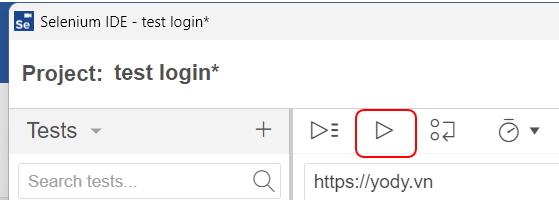 Se Selenium IDE - test login*
Project: test login*
Tests
Search tests...
https://yody.vn